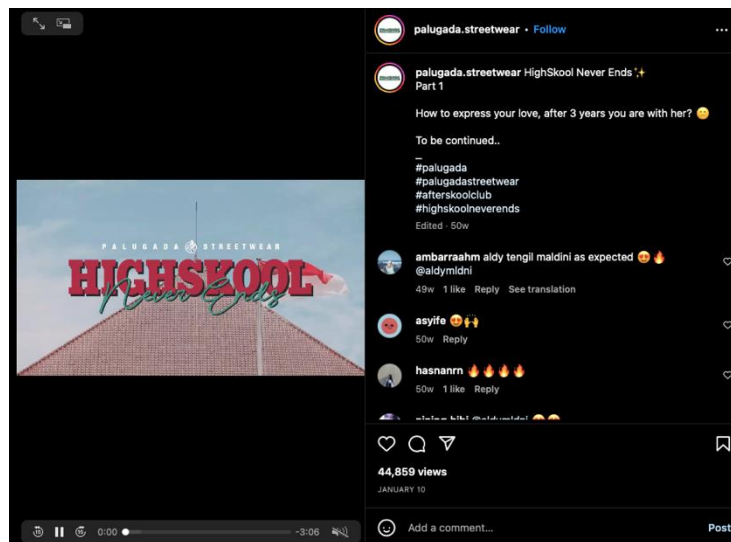 palugada.streetwear • Follow
palugada.streetwear HighSkool Never Ends✨
Part 1
How to express your love, after 3 years you are with her? 🤭
To be continued..
_
#palugada
#palugadastreetwear
#afterskoolclub
#highskoolneverends
Edited · 50w
PALUGADA STREETWEAR
HIGHSKOOL
Never Ends
ambarraahm aldy tengil maldini as expected 😍🔥
@aldymldni
49w 1 like Reply See translation
asyife 😍🙌
50w Reply
hasnanrn 🔥🔥🔥🔥
50w 1 like Reply
44,859 views
JANUARY 10
0:00
-3:06
Add a comment...
Post